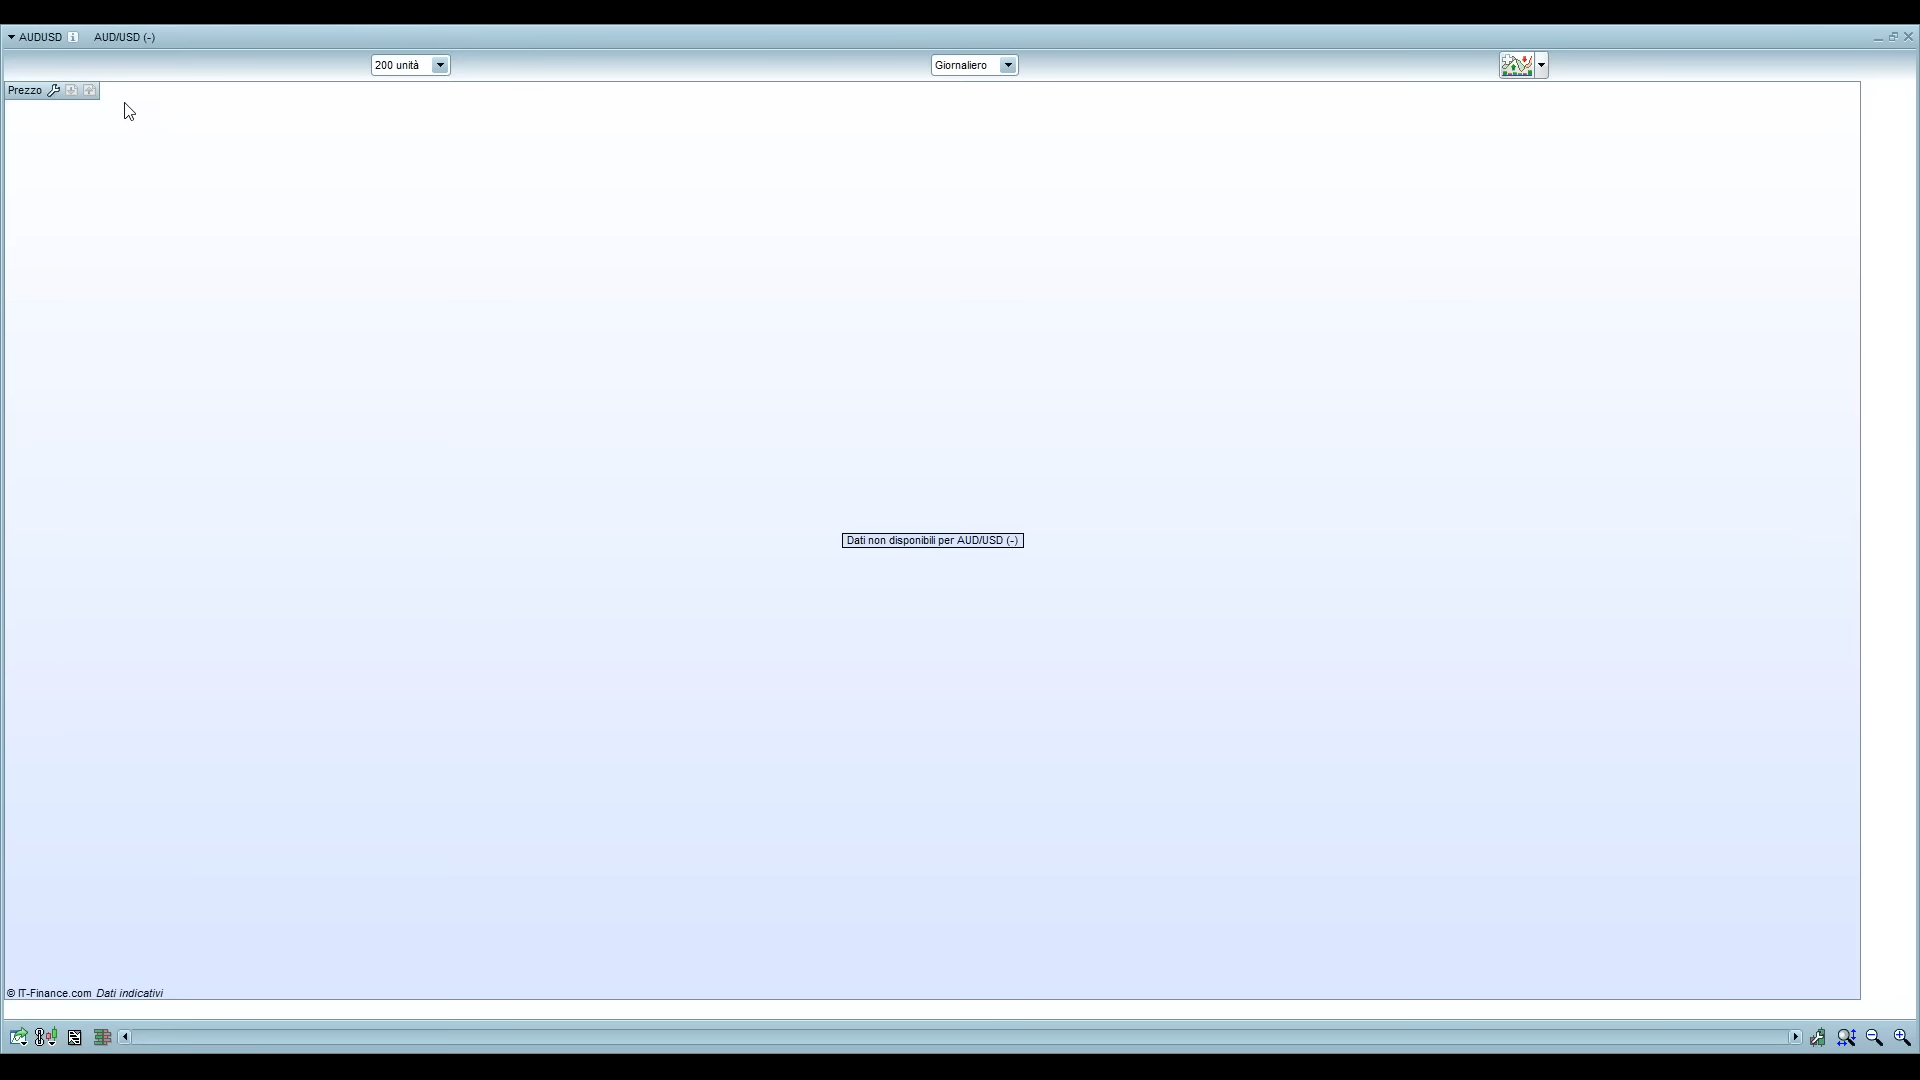 AUDUSD AUD/USD (-)
200 unità Giornaliero
Prezzo
Dati non disponibili per AUD/USD (-)
© IT-Finance.com Dati indicativi